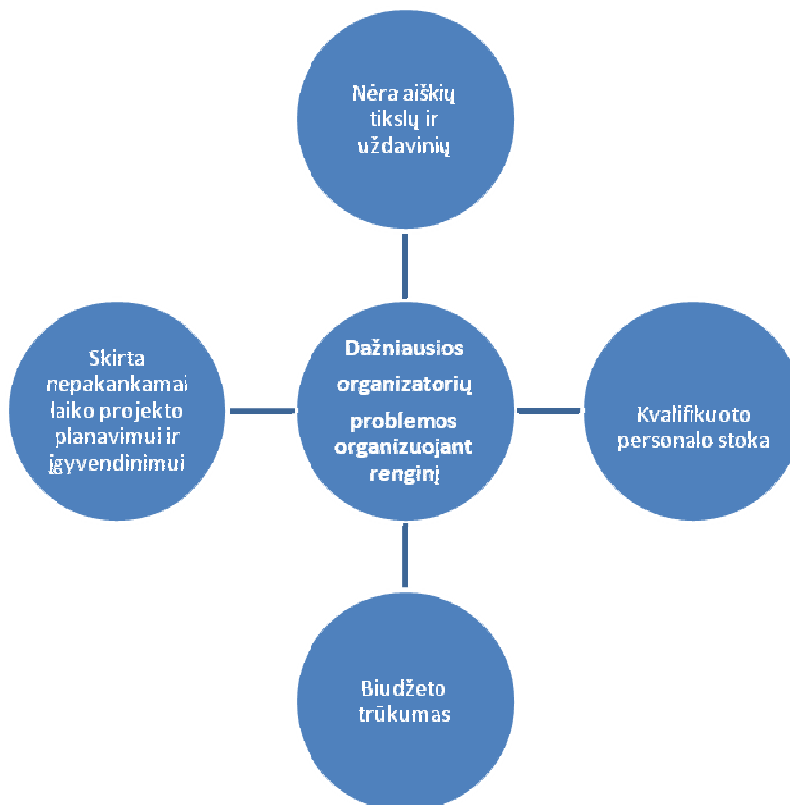 Nėra aiškių
tikslų ir
uždavinių
Skirta
nepakankamai
laiko projekto
planavimui ir
įgyvendinimui
Dažniausios
organizatorių
problemos
organizuojant
renginį
Kvalifikuoto
personalo stoka
Biudžeto
trūkumas